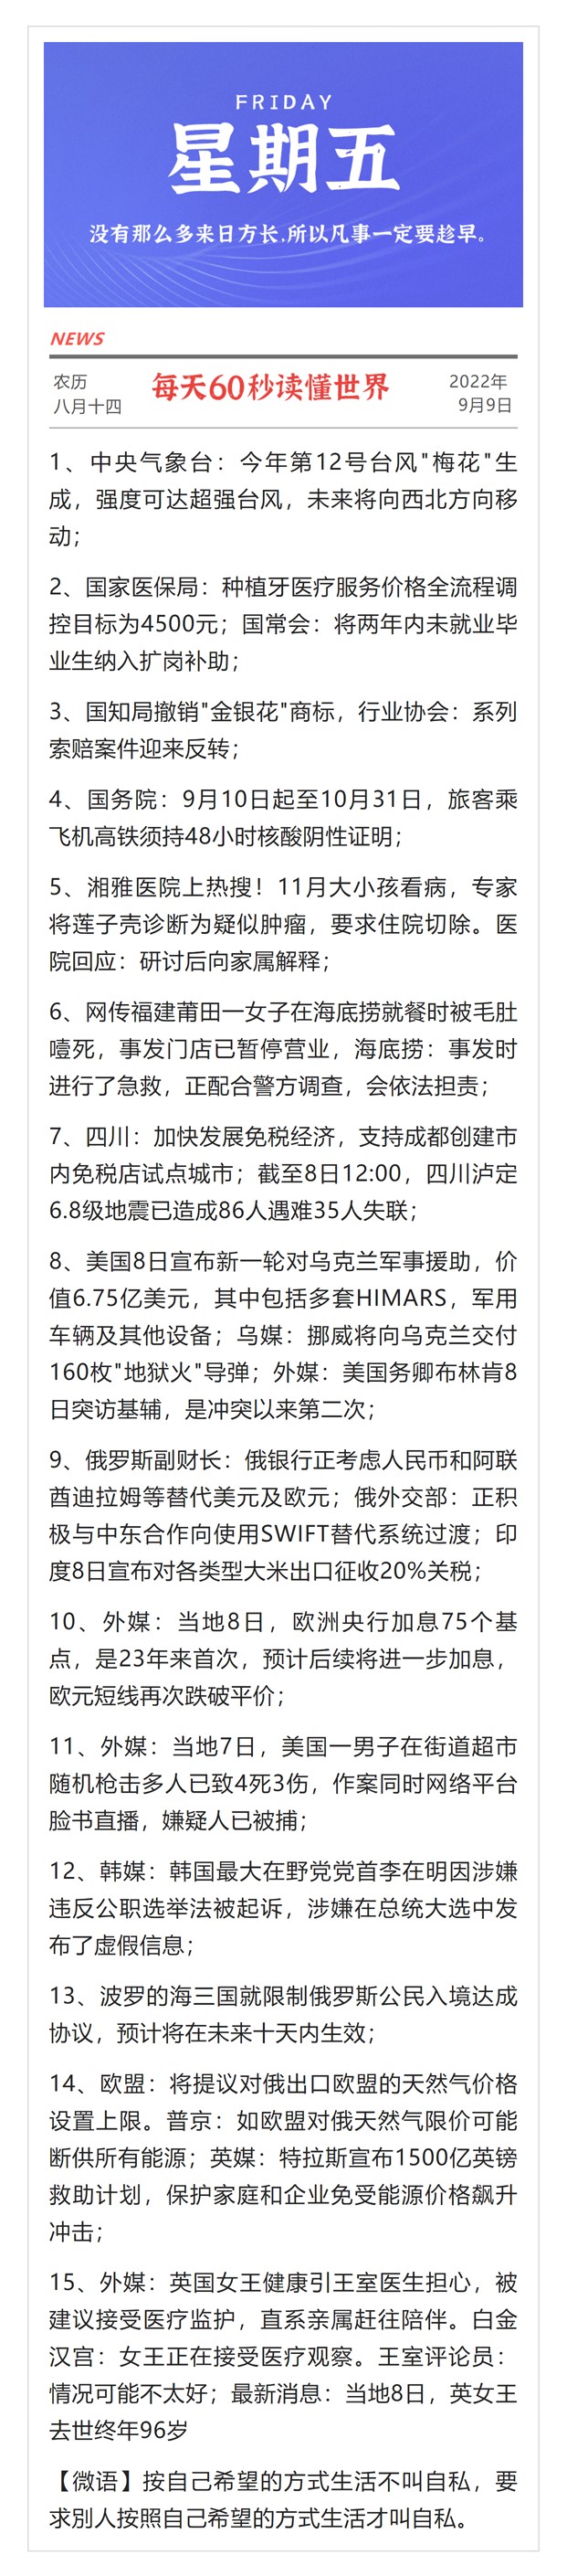 FRIDAY
星期五
没有那么多来日方长,所以凡事一定要趁早。
NEWS
农历
八月十四
每天60秒读懂世界
2022年
9月9日
1、中央气象台：今年第12号台风"梅花"生
成，强度可达超强台风，未来将向西北方向移
动；
2、国家医保局：种植牙医疗服务价格全流程调
控目标为4500元；国常会：将两年内未就业毕
业生纳入扩岗补助；
3、国知局撤销"金银花"商标，行业协会：系列
索赔案件迎来反转；
4、国务院：9月10日起至10月31日，旅客乘
飞机高铁须持48小时核酸阴性证明；
5、湘雅医院上热搜！11月大小孩看病，专家
将莲子壳诊断为疑似肿瘤，要求住院切除。医
院回应：研讨后向家属解释；
6、网传福建莆田一女子在海底捞就餐时被毛肚
噎死，事发门店已暂停营业，海底捞：事发时
进行了急救，正配合警方调查，会依法担责；
7、四川：加快发展免税经济，支持成都创建市
内免税店试点城市；截至8日12:00，四川泸定
6.8级地震已造成86人遇难35人失联；
8、美国8日宣布新一轮对乌克兰军事援助，价
值6.75亿美元，其中包括多套HIMARS，军用
车辆及其他设备；乌媒：挪威将向乌克兰交付
160枚"地狱火"导弹；外媒：美国务卿布林肯8
日突访基辅，是冲突以来第二次；
9、俄罗斯副财长：俄银行正考虑人民币和阿联
酋迪拉姆等替代美元及欧元；俄外交部：正积
极与中东合作向使用SWIFT替代系统过渡；印
度8日宣布对各类型大米出口征收20%关税；
10、外媒：当地8日，欧洲央行加息75个基
点，是23年来首次，预计后续将进一步加息，
欧元短线再次跌破平价；
11、外媒：当地7日，美国一男子在街道超市
随机枪击多人已致4死3伤，作案同时网络平台
脸书直播，嫌疑人已被捕；
12、韩媒：韩国最大在野党党首李在明因涉嫌
违反公职选举法被起诉，涉嫌在总统大选中发
布了虚假信息；
13、波罗的海三国就限制俄罗斯公民入境达成
协议，预计将在未来十天内生效；
14、欧盟：将提议对俄出口欧盟的天然气价格
设置上限。普京：如欧盟对俄天然气限价可能
断供所有能源；英媒：特拉斯宣布1500亿英镑
救助计划，保护家庭和企业免受能源价格飙升
冲击；
15、外媒：英国女王健康引王室医生担心，被
建议接受医疗监护，直系亲属赶往陪伴。白金
汉宫：女王正在接受医疗观察。王室评论员：
情况可能不太好；最新消息：当地8日，英女王
去世终年96岁
【微语】按自己希望的方式生活不叫自私，要
求别人按照自己希望的方式生活才叫自私。